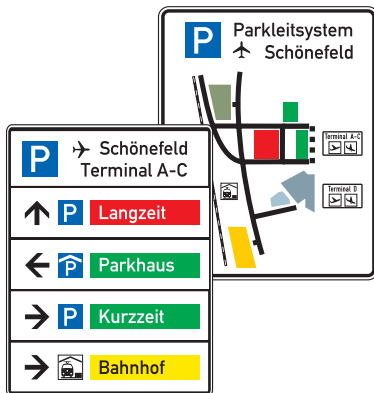 P Parkleitsystem
Schönefeld
Terminal A-C
Terminal D
P Schönefeld
Terminal A-C
P Langzeit
P Parkhaus
P Kurzzeit
Bahnhof